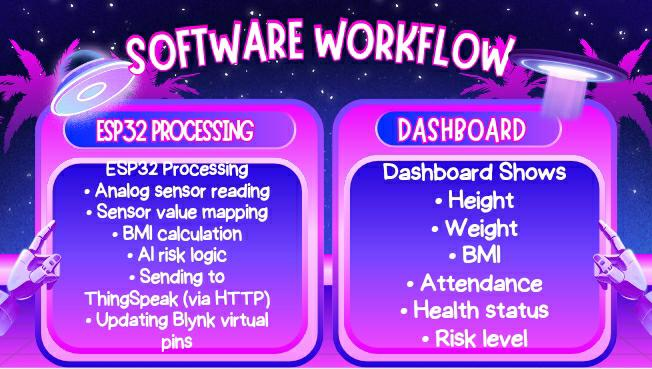 SOFTWARE WORKFLOW
ESP32 PROCESSING
ESP32 Processing
• Analog sensor reading
• Sensor value mapping
• BMI calculation
• AI risk logic
• Sending to
ThingSpeak (via HTTP)
• Updating Blynk virtual
pins
DASHBOARD
Dashboard Shows
• Height
• Weight
• BMI
• Attendance
• Health status
• Risk level